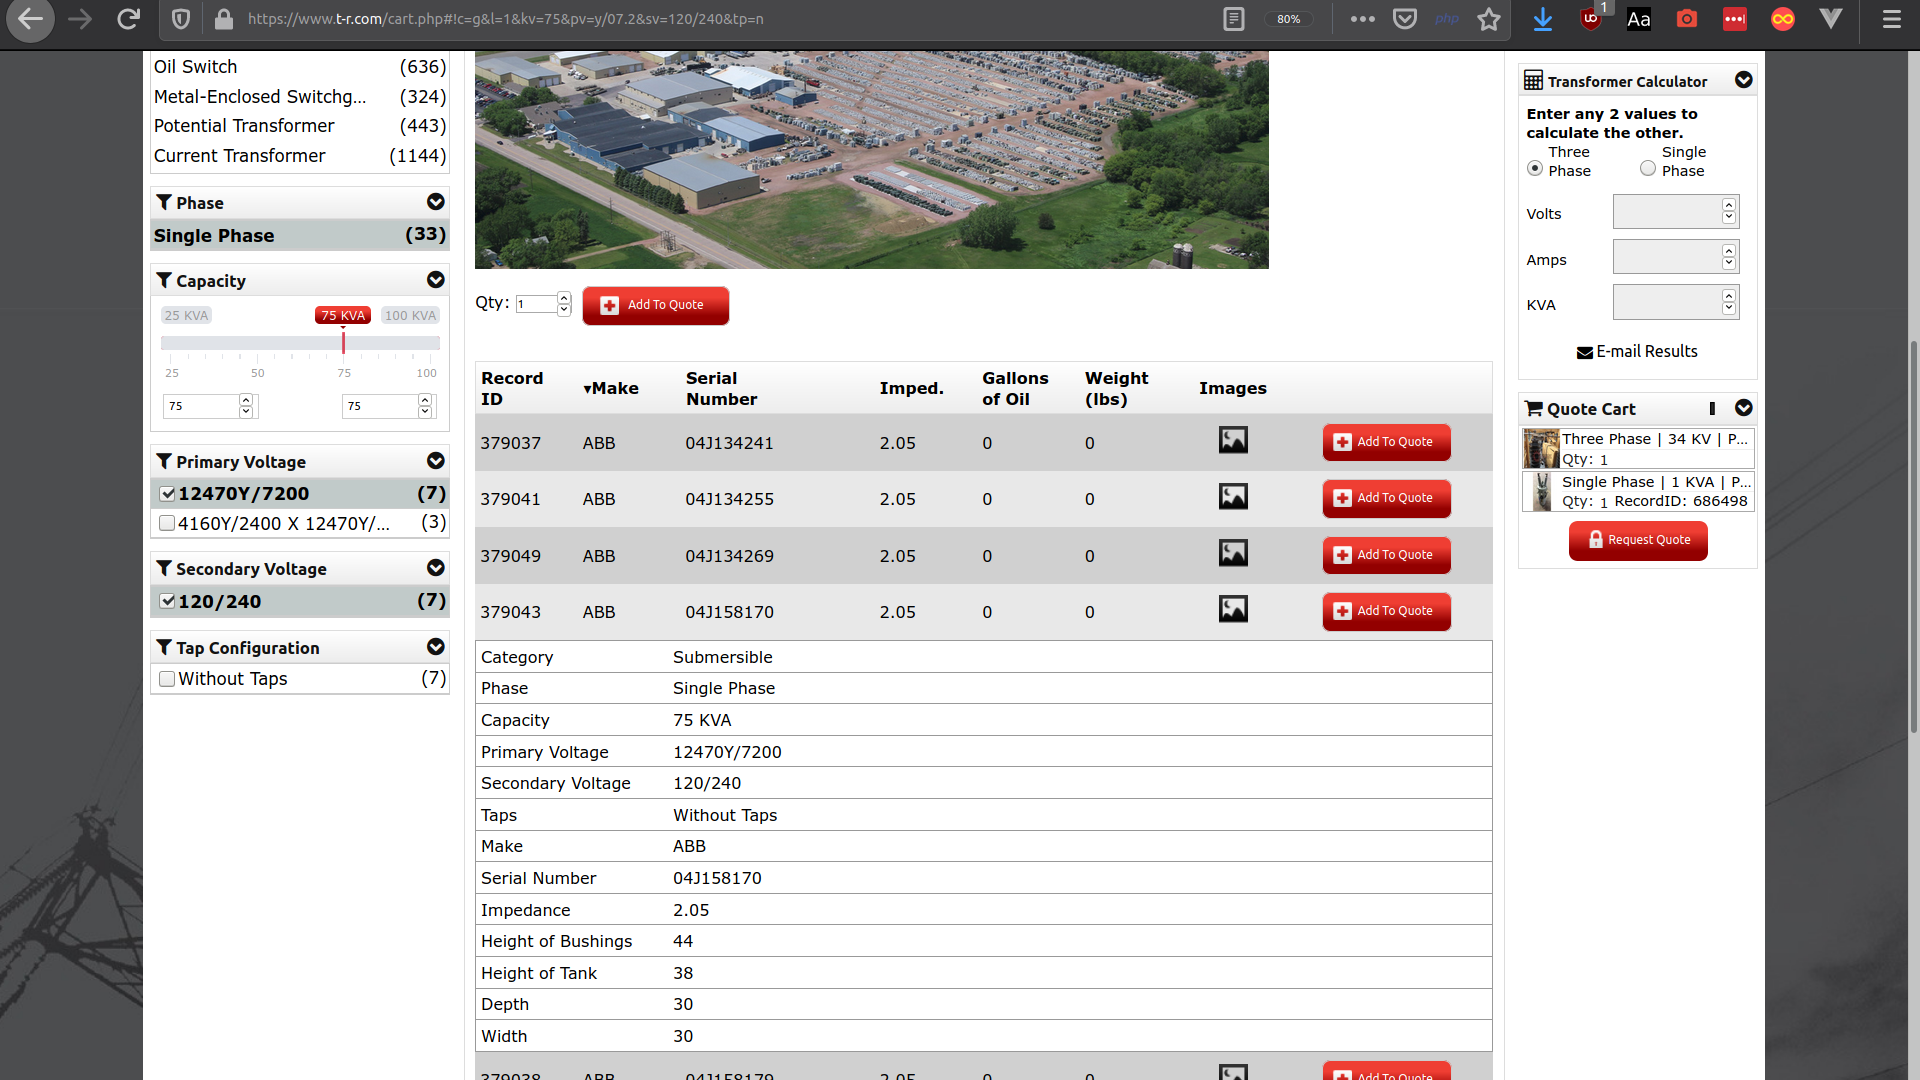 https://www.t-r.com/cart.php#!c=g&l=1&kv=75&pv=y/07.2&sv=120/240&tp=n
80%
php
1
Aa
Oil Switch (636)
Metal-Enclosed Switchg... (324)
Potential Transformer (443)
Current Transformer (1144)
Phase
Single Phase (33)
Capacity
25 KVA 75 KVA 100 KVA
25 50 75 100
75 75
Primary Voltage
12470Y/7200 (7)
4160Y/2400 X 12470Y/... (3)
Secondary Voltage
120/240 (7)
Tap Configuration
Without Taps (7)
Qty: 1 Add To Quote
Record ID ▾Make Serial Number Imped. Gallons of Oil Weight (lbs) Images
379037 ABB 04J134241 2.05 0 0 Add To Quote
379041 ABB 04J134255 2.05 0 0 Add To Quote
379049 ABB 04J134269 2.05 0 0 Add To Quote
379043 ABB 04J158170 2.05 0 0 Add To Quote
Category Submersible
Phase Single Phase
Capacity 75 KVA
Primary Voltage 12470Y/7200
Secondary Voltage 120/240
Taps Without Taps
Make ABB
Serial Number 04J158170
Impedance 2.05
Height of Bushings 44
Height of Tank 38
Depth 30
Width 30
379038 ABB 04J158179 2.05 0 0 Add To Quote
Transformer Calculator
Enter any 2 values to
calculate the other.
Three Phase Single Phase
Volts
Amps
KVA
E-mail Results
Quote Cart
Three Phase | 34 KV | P...
Qty: 1
Single Phase | 1 KVA | P...
Qty: 1 RecordID: 686498
Request Quote